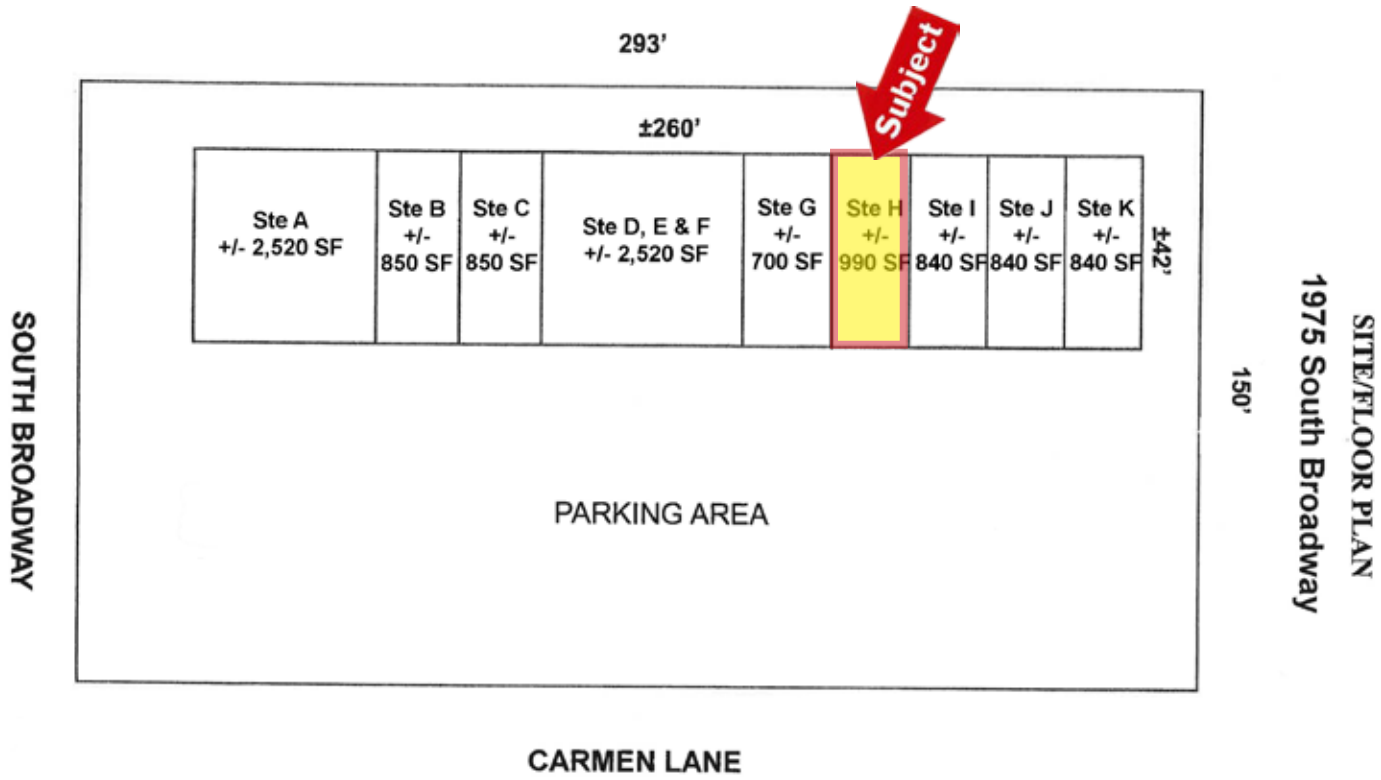 293’
Subject
±260’
Ste A
+/- 2,520 SF
Ste B
+/-
850 SF
Ste C
+/-
850 SF
Ste D, E & F
+/- 2,520 SF
Ste G
+/-
700 SF
Ste H
+/-
990 SF
Ste I
+/-
840 SF
Ste J
+/-
840 SF
Ste K
+/-
840 SF
±42’
150’
SOUTH BROADWAY
PARKING AREA
CARMEN LANE
SITE/FLOOR PLAN
1975 South Broadway